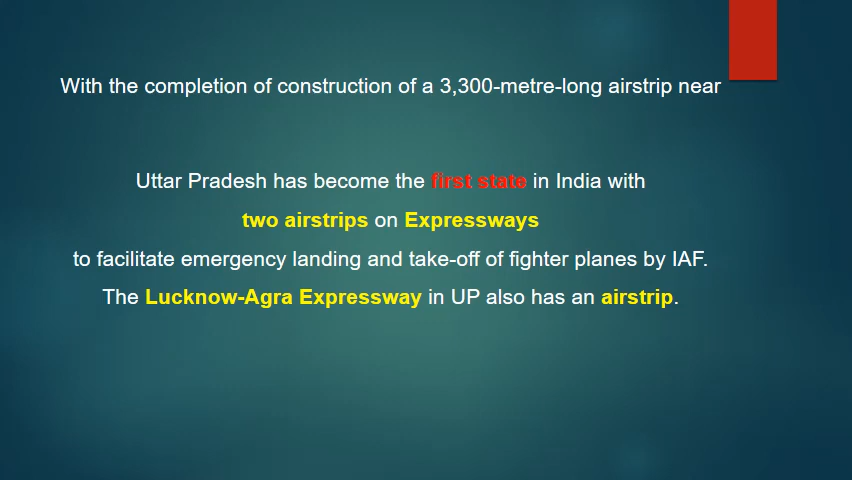 With the completion of construction of a 3,300-metre-long airstrip near
Uttar Pradesh has become the first state in India with
two airstrips on Expressways
to facilitate emergency landing and take-off of fighter planes by IAF.
The Lucknow-Agra Expressway in UP also has an airstrip.